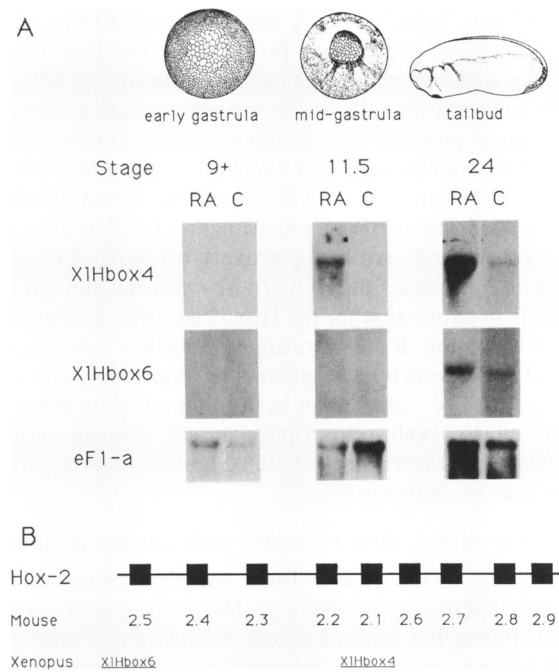 A
early gastrula mid-gastrula tailbud
Stage 9+ 11.5 24
RA C RA C RA C
XlHbox4
XlHbox6
eF1-a
B
Hox-2
Mouse 2.5 2.4 2.3 2.2 2.1 2.6 2.7 2.8 2.9
Xenopus XlHbox6 XlHbox4